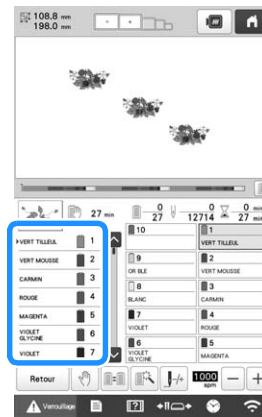 108.8 mm
198.0 mm
27 min
0
27
0
12714
0
27 min
VERT TILLEUL 1
VERT MOUSSE 2
CARMIN 3
ROUGE 4
MAGENTA 5
VIOLET GLYCINE 6
VIOLET 7
10
9
OR BLE
8
BLANC
7
VIOLET
6
VIOLET GLYCINE
1
VERT TILLEUL
2
VERT MOUSSE
3
CARMIN
4
ROUGE
5
MAGENTA
Retour
1000
spm
Verrouillage